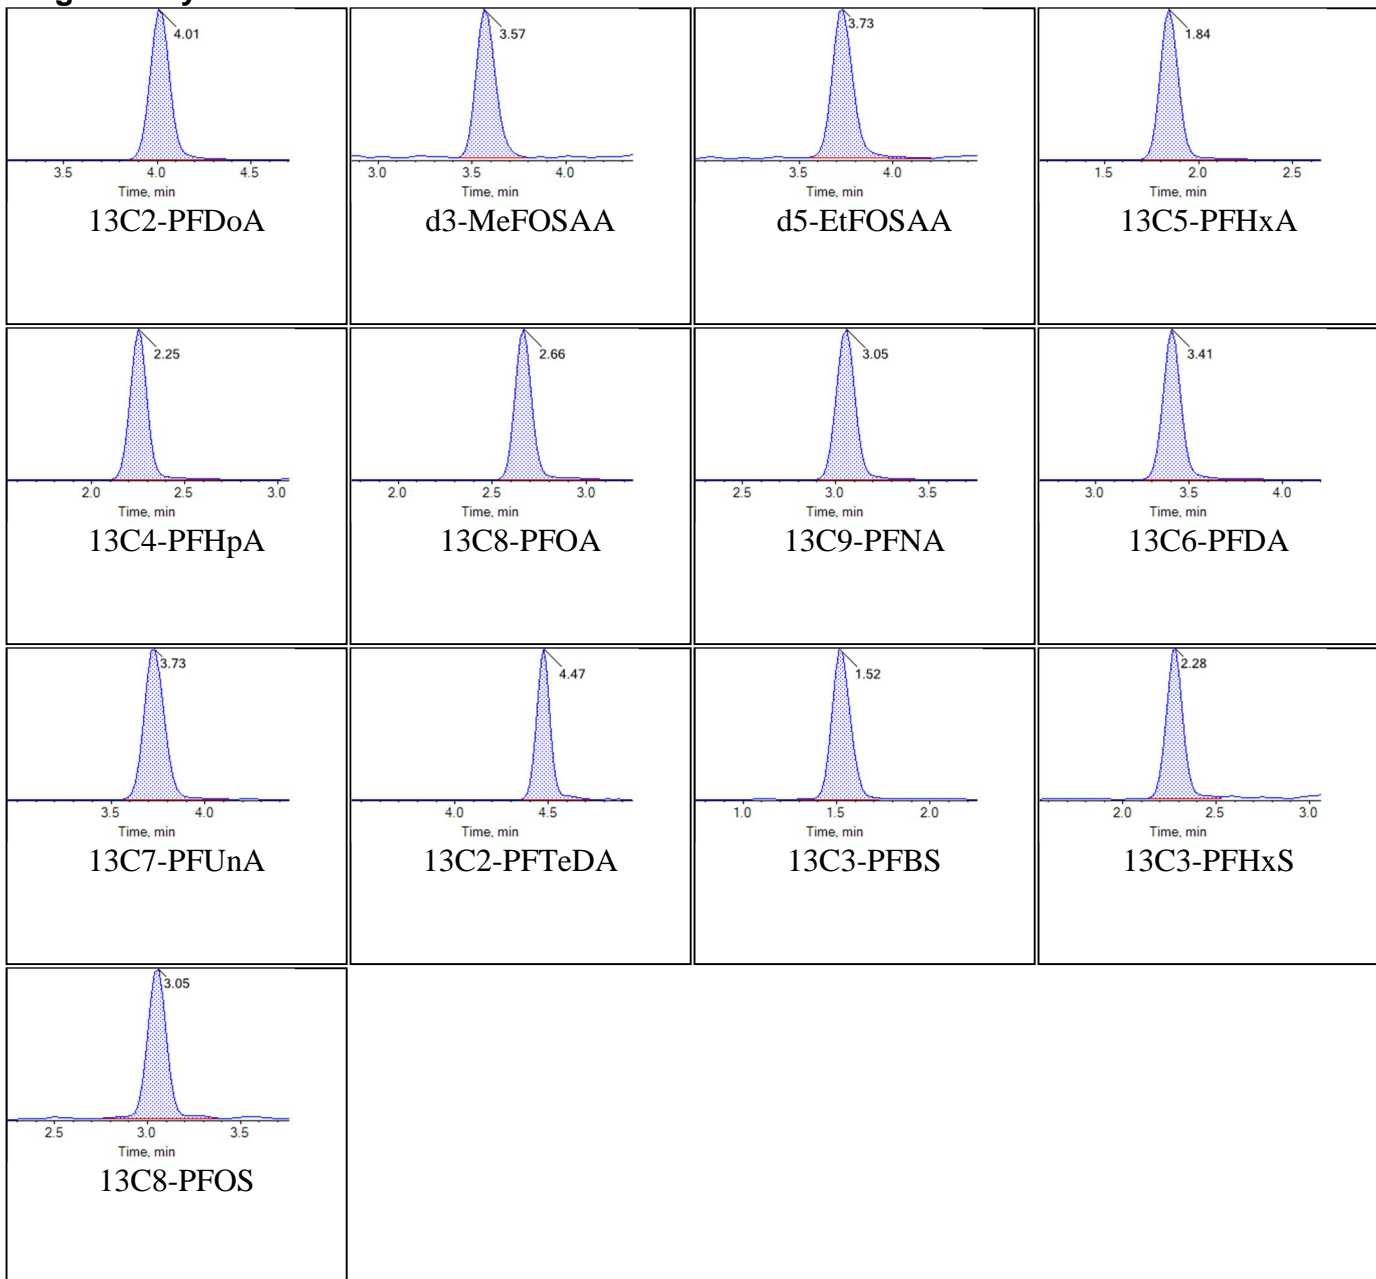 4.01
3.5 4.0 4.5
Time, min
13C2-PFDoA
3.57
3.0 3.5 4.0
Time, min
d3-MeFOSAA
3.73
3.5 4.0
Time, min
d5-EtFOSAA
1.84
1.5 2.0 2.5
Time, min
13C5-PFHxA
2.25
2.0 2.5 3.0
Time, min
13C4-PFHpA
2.66
2.0 2.5 3.0
Time, min
13C8-PFOA
3.05
2.5 3.0 3.5
Time, min
13C9-PFNA
3.41
3.0 3.5 4.0
Time, min
13C6-PFDA
3.73
3.5 4.0
Time, min
13C7-PFUnA
4.47
4.0 4.5
Time, min
13C2-PFTeDA
1.52
1.0 1.5 2.0
Time, min
13C3-PFBS
2.28
2.0 2.5 3.0
Time, min
13C3-PFHxS
3.05
2.5 3.0 3.5
Time, min
13C8-PFOS